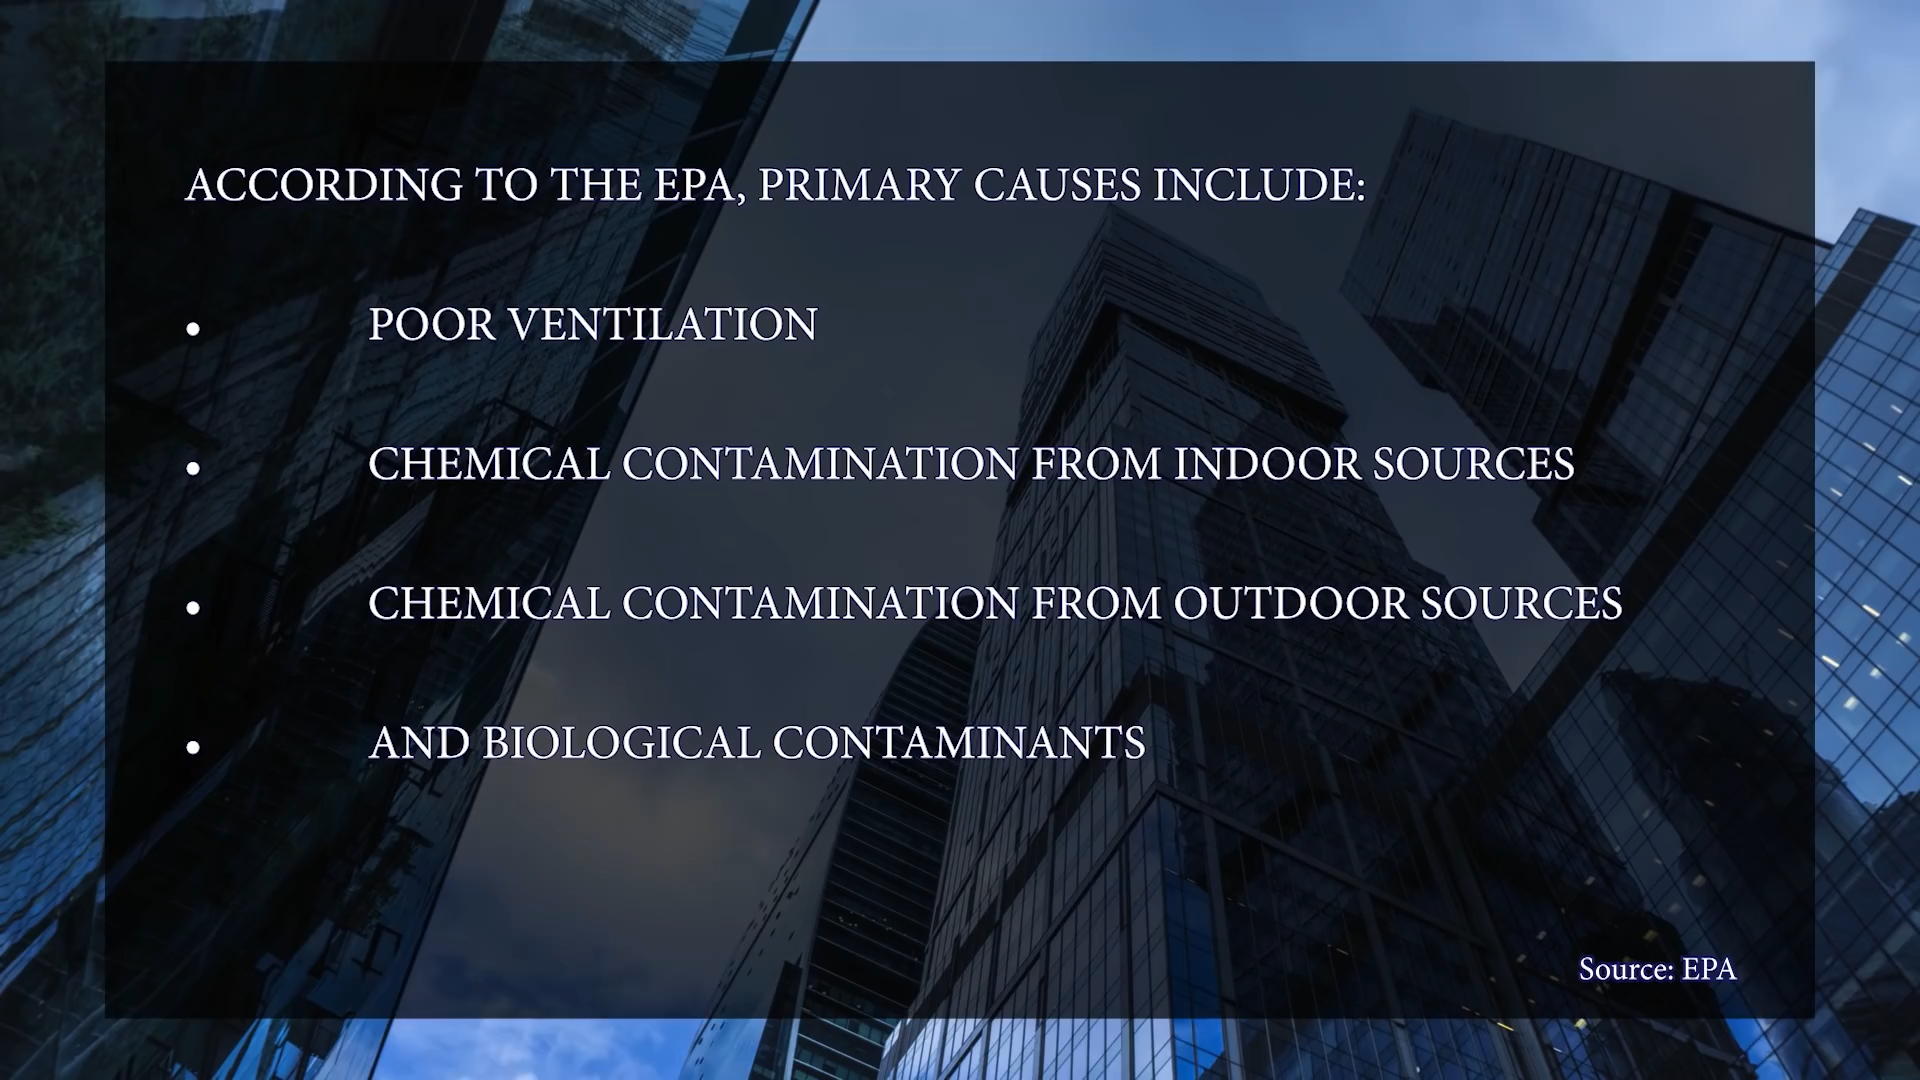 ACCORDING TO THE EPA, PRIMARY CAUSES INCLUDE:
• POOR VENTILATION
• CHEMICAL CONTAMINATION FROM INDOOR SOURCES
• CHEMICAL CONTAMINATION FROM OUTDOOR SOURCES
• AND BIOLOGICAL CONTAMINANTS
Source: EPA